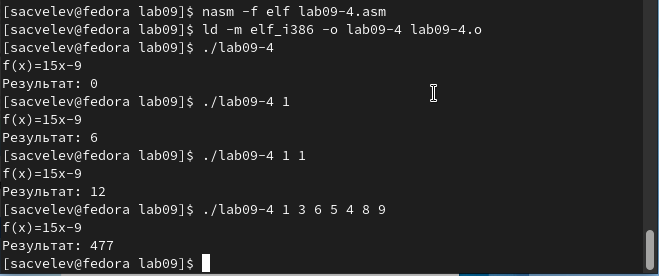 [sacvelev@fedora lab09]$ nasm -f elf lab09-4.asm
[sacvelev@fedora lab09]$ ld -m elf_i386 -o lab09-4 lab09-4.o
[sacvelev@fedora lab09]$ ./lab09-4
f(x)=15x-9
Результат: 0
[sacvelev@fedora lab09]$ ./lab09-4 1
f(x)=15x-9
Результат: 6
[sacvelev@fedora lab09]$ ./lab09-4 1 1
f(x)=15x-9
Результат: 12
[sacvelev@fedora lab09]$ ./lab09-4 1 3 6 5 4 8 9
f(x)=15x-9
Результат: 477
[sacvelev@fedora lab09]$